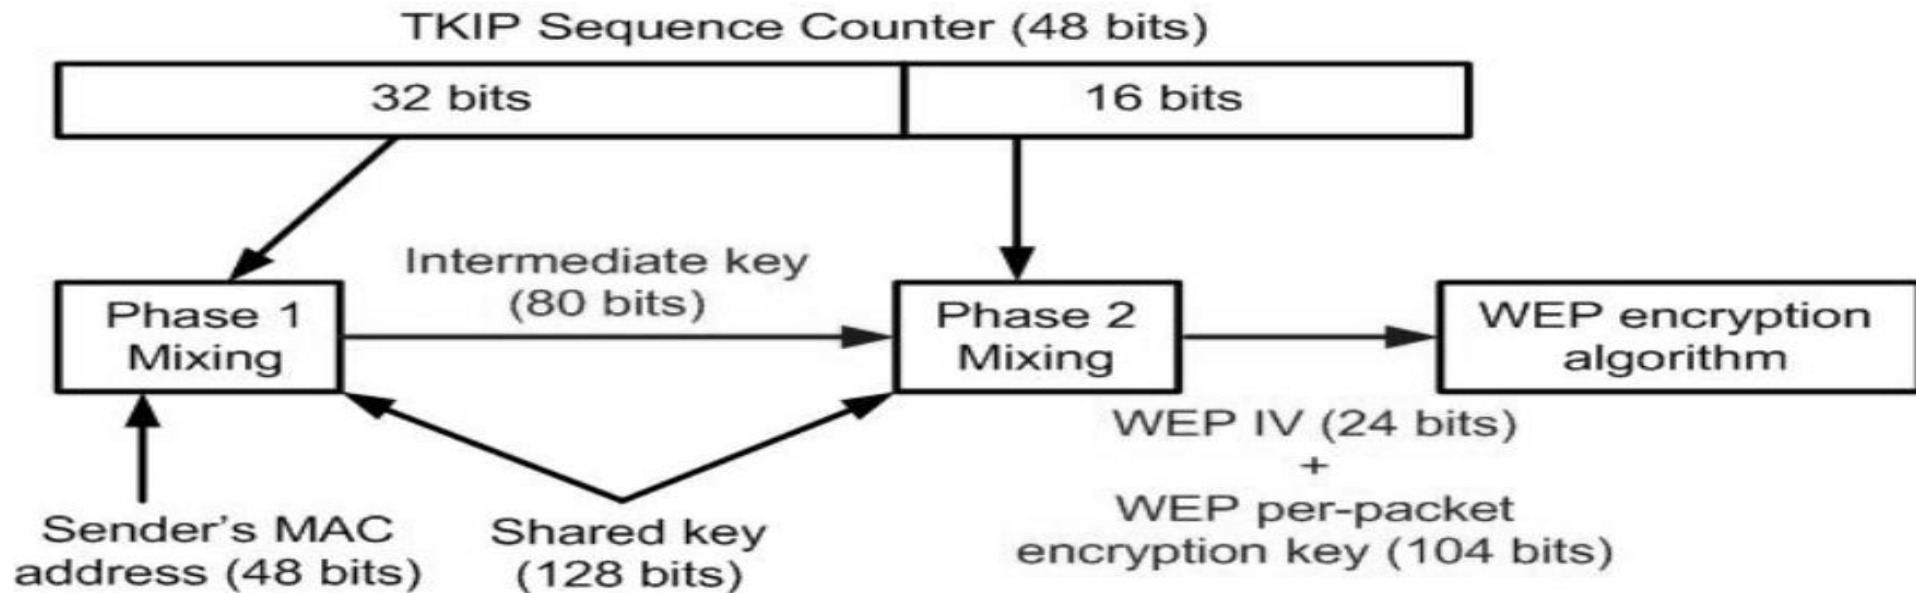 TKIP Sequence Counter (48 bits)
32 bits
16 bits
Intermediate key
(80 bits)
Phase 1
Mixing
Phase 2
Mixing
WEP encryption
algorithm
WEP IV (24 bits)
+
WEP per-packet
encryption key (104 bits)
Sender’s MAC
address (48 bits)
Shared key
(128 bits)